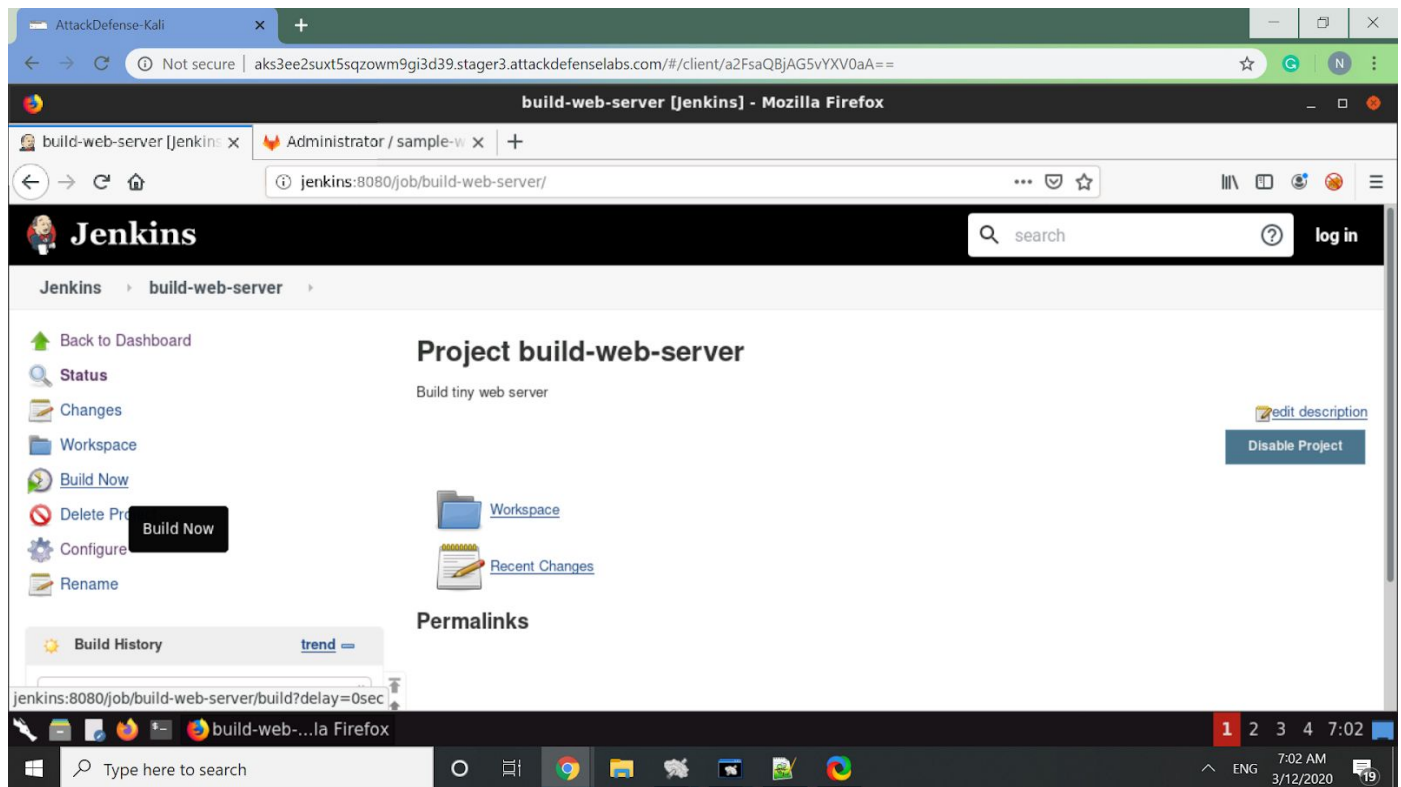 AttackDefense-Kali
Not secure | aks3ee2suxt5sqzowm9gi3d39.stager3.attackdefenselabs.com/#/client/a2FsaQBjAG5vYXV0aA==
G
N
build-web-server [Jenkins] - Mozilla Firefox
build-web-server [Jenkins
Administrator / sample-w
jenkins:8080/job/build-web-server/
Jenkins
search
log in
Jenkins
build-web-server
Back to Dashboard
Status
Changes
Workspace
Build Now
Delete Pro
Build Now
Configure
Rename
Project build-web-server
Build tiny web server
edit description
Disable Project
Workspace
Recent Changes
Permalinks
Build History
trend
jenkins:8080/job/build-web-server/build?delay=0sec
build-web-...la Firefox
1 2 3 4 7:02
Type here to search
ENG
7:02 AM
3/12/2020
19